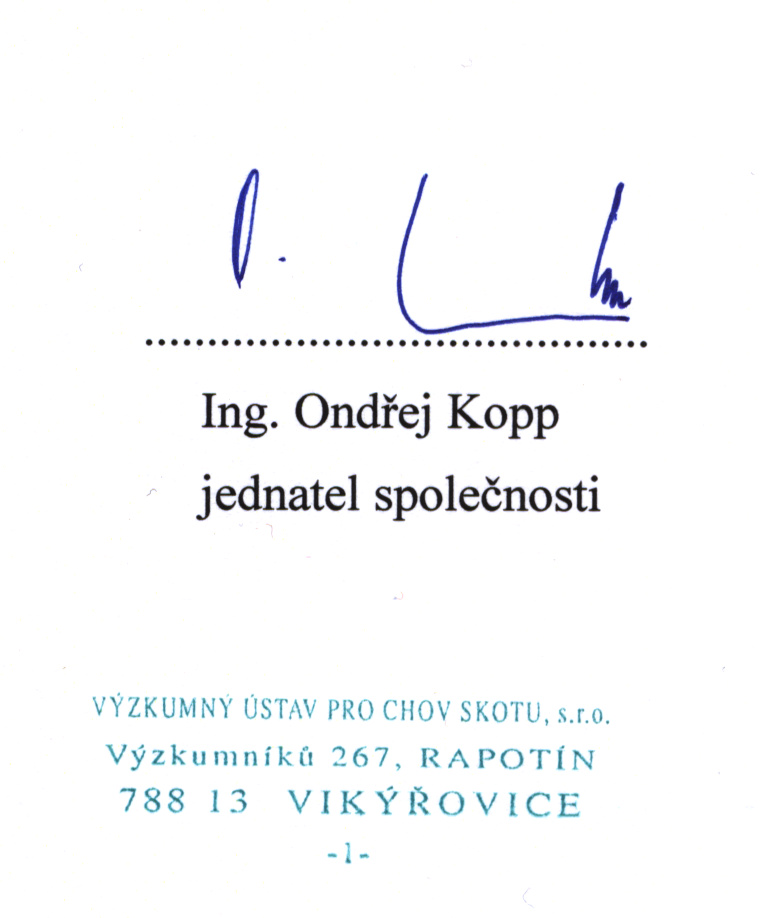 Ing. Ondřej Kopp
jednatel společnosti
VÝZKUMNÝ ÚSTAV PRO CHOV SKOTU, s.r.o.
Výzkumníků 267, RAPOTÍN
788 13 VIKÝŘOVICE
-1-